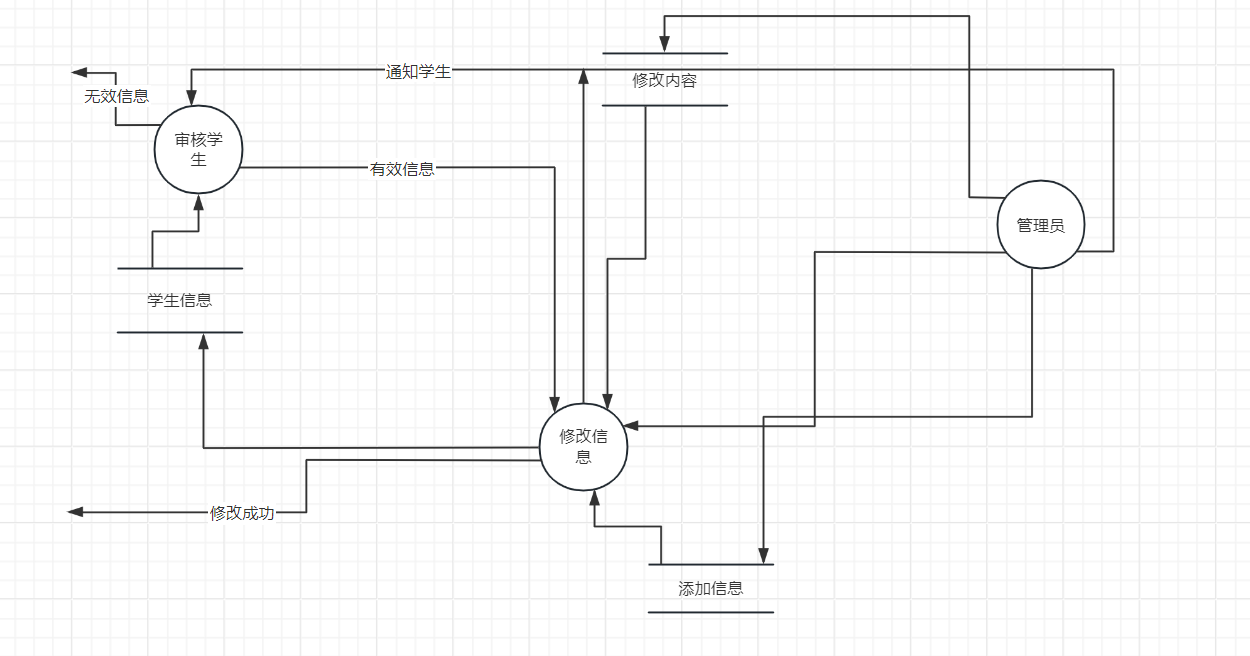 通知学生
修改内容
无效信息
审核学
生
有效信息
管理员
学生信息
修改信
息
修改成功
添加信息